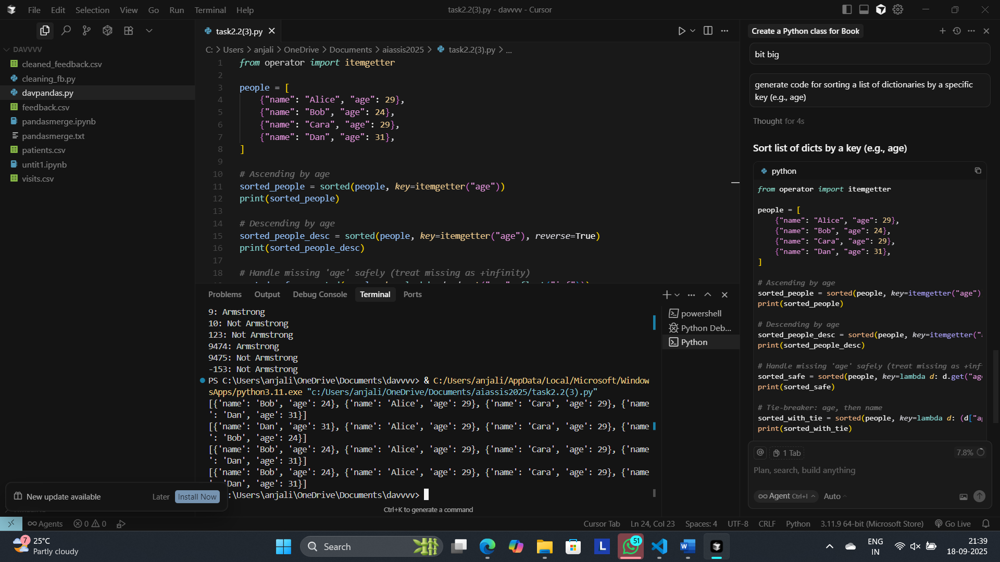 File Edit Selection View Go Run Terminal Help
task2.2(3).py - davvvv - Cursor
DAVVVV
cleaned_feedback.csv
cleaning_fb.py
davpandas.py
feedback.csv
pandasmerge.ipynb
pandasmerge.txt
patients.csv
untit1.ipynb
visits.csv
task2.2(3).py
C: > Users > anjali > OneDrive > Documents > aiassis2025 > task2.2(3).py > ...
1 from operator import itemgetter
2
3 people = [
4 {"name": "Alice", "age": 29},
5 {"name": "Bob", "age": 24},
6 {"name": "Cara", "age": 29},
7 {"name": "Dan", "age": 31},
8 ]
9
10 # Ascending by age
11 sorted_people = sorted(people, key=itemgetter("age"))
12 print(sorted_people)
13
14 # Descending by age
15 sorted_people_desc = sorted(people, key=itemgetter("age"), reverse=True)
16 print(sorted_people_desc)
17
18 # Handle missing 'age' safely (treat missing as +infinity)
Problems Output Debug Console Terminal Ports
9: Armstrong
10: Not Armstrong
123: Not Armstrong
9474: Armstrong
9475: Not Armstrong
-153: Not Armstrong
PS C:\Users\anjali\OneDrive\Documents\davvvv> & C:/Users/anjali/AppData/Local/Microsoft/Windo
wsApps/python3.11.exe "c:/Users/anjali/OneDrive/Documents/aiassis2025/task2.2(3).py"
[{'name': 'Bob', 'age': 24}, {'name': 'Alice', 'age': 29}, {'name': 'Cara', 'age': 29}, {'name
': 'Dan', 'age': 31}]
[{'name': 'Dan', 'age': 31}, {'name': 'Alice', 'age': 29}, {'name': 'Cara', 'age': 29}, {'name
': 'Bob', 'age': 24}]
[{'name': 'Bob', 'age': 24}, {'name': 'Alice', 'age': 29}, {'name': 'Cara', 'age': 29}, {'name
': 'Dan', 'age': 31}]
[{'name': 'Bob', 'age': 24}, {'name': 'Alice', 'age': 29}, {'name': 'Cara', 'age': 29}, {'name
Dan', 'age': 31}]
:\Users\anjali\OneDrive\Documents\davvvv>
Ctrl+K to generate a command
powershell
Python Deb...
Python
New update available Later Install Now
Create a Python class for Book
bit big
generate code for sorting a list of dictionaries by a specific
key (e.g., age)
Thought for 4s
Sort list of dicts by a key (e.g., age)
python
from operator import itemgetter
people = [
{"name": "Alice", "age": 29},
{"name": "Bob", "age": 24},
{"name": "Cara", "age": 29},
{"name": "Dan", "age": 31},
]
# Ascending by age
sorted_people = sorted(people, key=itemgetter("age")
print(sorted_people)
# Descending by age
sorted_people_desc = sorted(people, key=itemgetter("
print(sorted_people_desc)
# Handle missing 'age' safely (treat missing as +inf
sorted_safe = sorted(people, key=lambda d: d.get("ag
print(sorted_safe)
# Tie-breaker: age, then name
sorted_with_tie = sorted(people, key=lambda d: (d["a
print(sorted_with_tie)
@ 1 Tab 7.8%
Plan, search, build anything
Agent Ctrl+I Auto
Agents 0 0
Cursor Tab Ln 24, Col 23 Spaces: 4 UTF-8 CRLF Python 3.11.9 64-bit (Microsoft Store) Go Live
7
25°C
Partly cloudy
Search
L
51
W
ENG
IN
21:39
18-09-2025